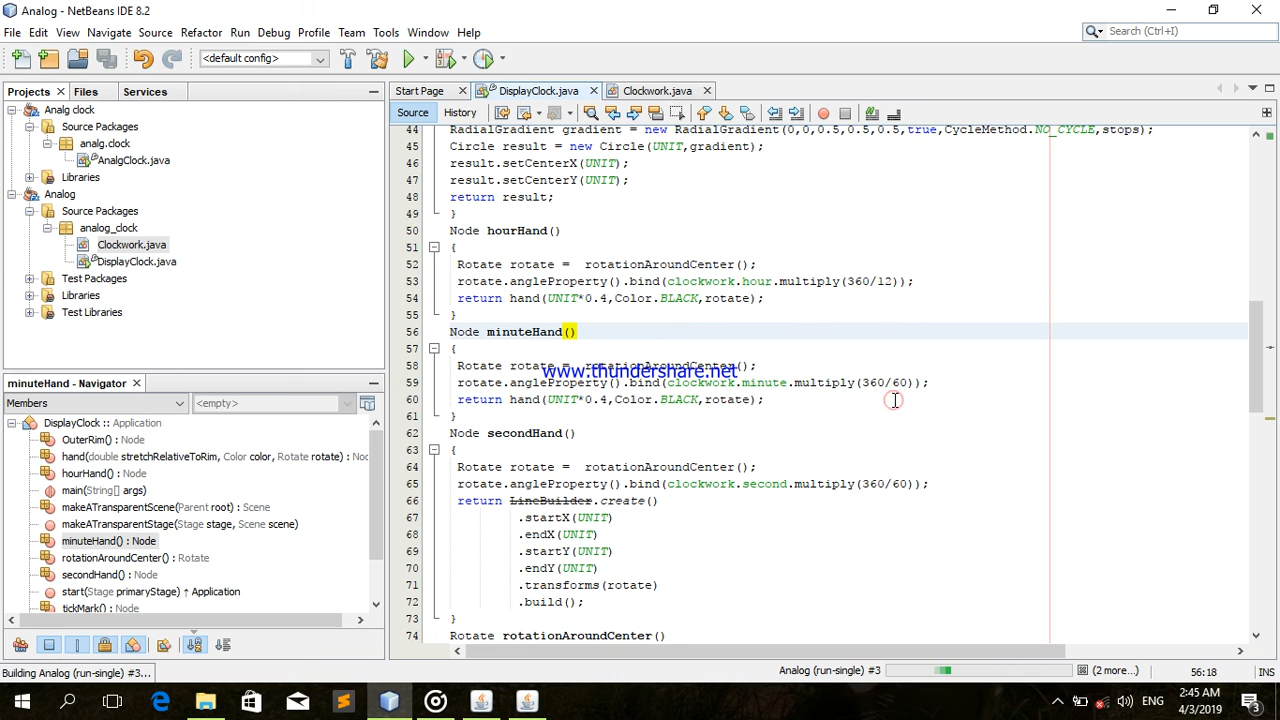 Analog - NetBeans IDE 8.2
File Edit View Navigate Source Refactor Run Debug Profile Team Tools Window Help
Search (Ctrl+I)
<default config>
Projects Files Services
Analg clock
Source Packages
analg.clock
AnalgClock.java
Libraries
Analog
Source Packages
analog_clock
Clockwork.java
DisplayClock.java
Test Packages
Libraries
Test Libraries
minuteHand - Navigator
Members <empty>
DisplayClock :: Application
OuterRim() : Node
hand(double stretchRelativeToRim, Color color, Rotate rotate) : Node
hourHand() : Node
main(String[] args)
makeATransparentScene(Parent root) : Scene
makeATransparentStage(Stage stage, Scene scene)
minuteHand() : Node
rotationAroundCenter() : Rotate
secondHand() : Node
start(Stage primaryStage) ↑ Application
tickMark() : Node
Start Page DisplayClock.java Clockwork.java
Source History
44 RadialGradient gradient = new RadialGradient(0,0,0.5,0.5,0.5,true,CycleMethod.NO_CYCLE,stops);
45 Circle result = new Circle(UNIT,gradient);
46 result.setCenterX(UNIT);
47 result.setCenterY(UNIT);
48 return result;
49 }
50 Node hourHand()
51 {
52 Rotate rotate = rotationAroundCenter();
53 rotate.angleProperty().bind(clockwork.hour.multiply(360/12));
54 return hand(UNIT*0.4,Color.BLACK,rotate);
55 }
56 Node minuteHand()
57 {
58 Rotate rotate = rotationAroundCenter();
www.thundershare.net
59 rotate.angleProperty().bind(clockwork.minute.multiply(360/60));
60 return hand(UNIT*0.4,Color.BLACK,rotate);
61 }
62 Node secondHand()
63 {
64 Rotate rotate = rotationAroundCenter();
65 rotate.angleProperty().bind(clockwork.second.multiply(360/60));
66 return LineBuilder.create()
67 .startX(UNIT)
68 .endX(UNIT)
69 .startY(UNIT)
70 .endY(UNIT)
71 .transforms(rotate)
72 .build();
73 }
74 Rotate rotationAroundCenter()
Building Analog (run-single) #3... Analog (run-single) #3 (2 more...) 56:18 INS
ENG 2:45 AM
4/3/2019 3